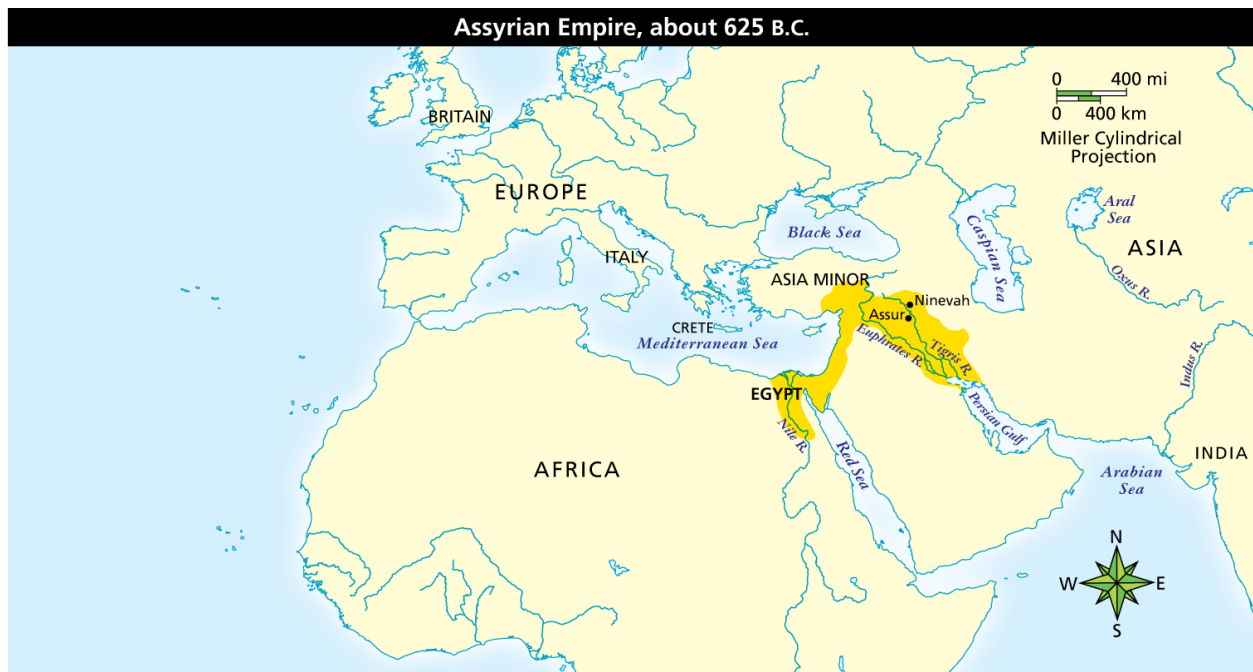 Assyrian Empire, about 625 B.C.
0 400 mi
0 400 km
Miller Cylindrical
Projection
BRITAIN
EUROPE
ITALY
Black Sea
Caspian Sea
Aral
Sea
ASIA
Oxus R.
ASIA MINOR
Ninevah
Assur
CRETE
Mediterranean Sea
Euphrates R.
Tigris R.
Indus R.
EGYPT
Nile R.
Persian Gulf
Red Sea
AFRICA
INDIA
Arabian
Sea
N
W E
S